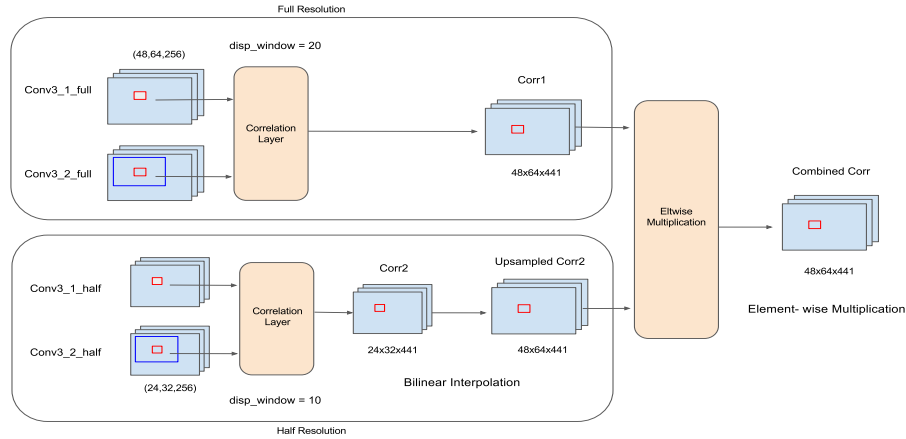 Full Resolution
disp_window = 20
(48,64,256)
Conv3_1_full
Conv3_2_full
Correlation
Layer
Corr1
48x64x441
Eltwise
Multiplication
Combined Corr
48x64x441
Element- wise Multiplication
Conv3_1_half
Conv3_2_half
(24,32,256)
Correlation
Layer
disp_window = 10
Corr2
24x32x441
Upsampled Corr2
48x64x441
Bilinear Interpolation
Half Resolution